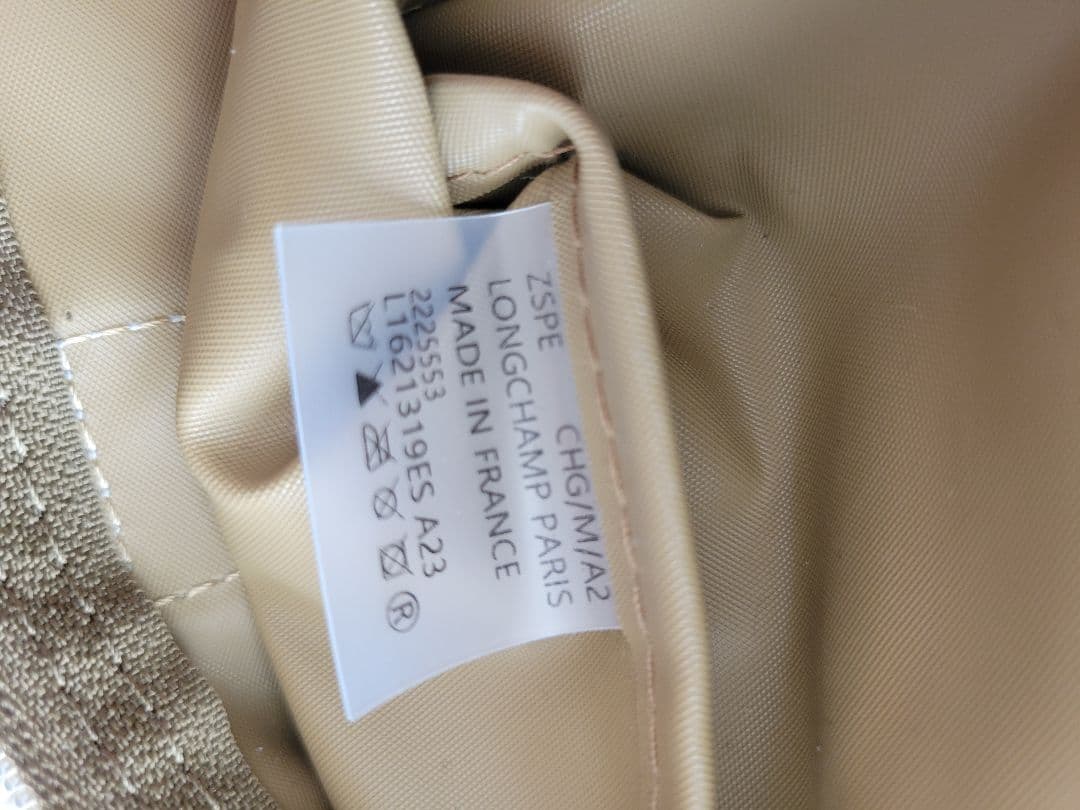 ZSPE CHG/M/A2
LONGCHAMP PARIS
MADE IN FRANCE
2225553
L1621319ES A23
®